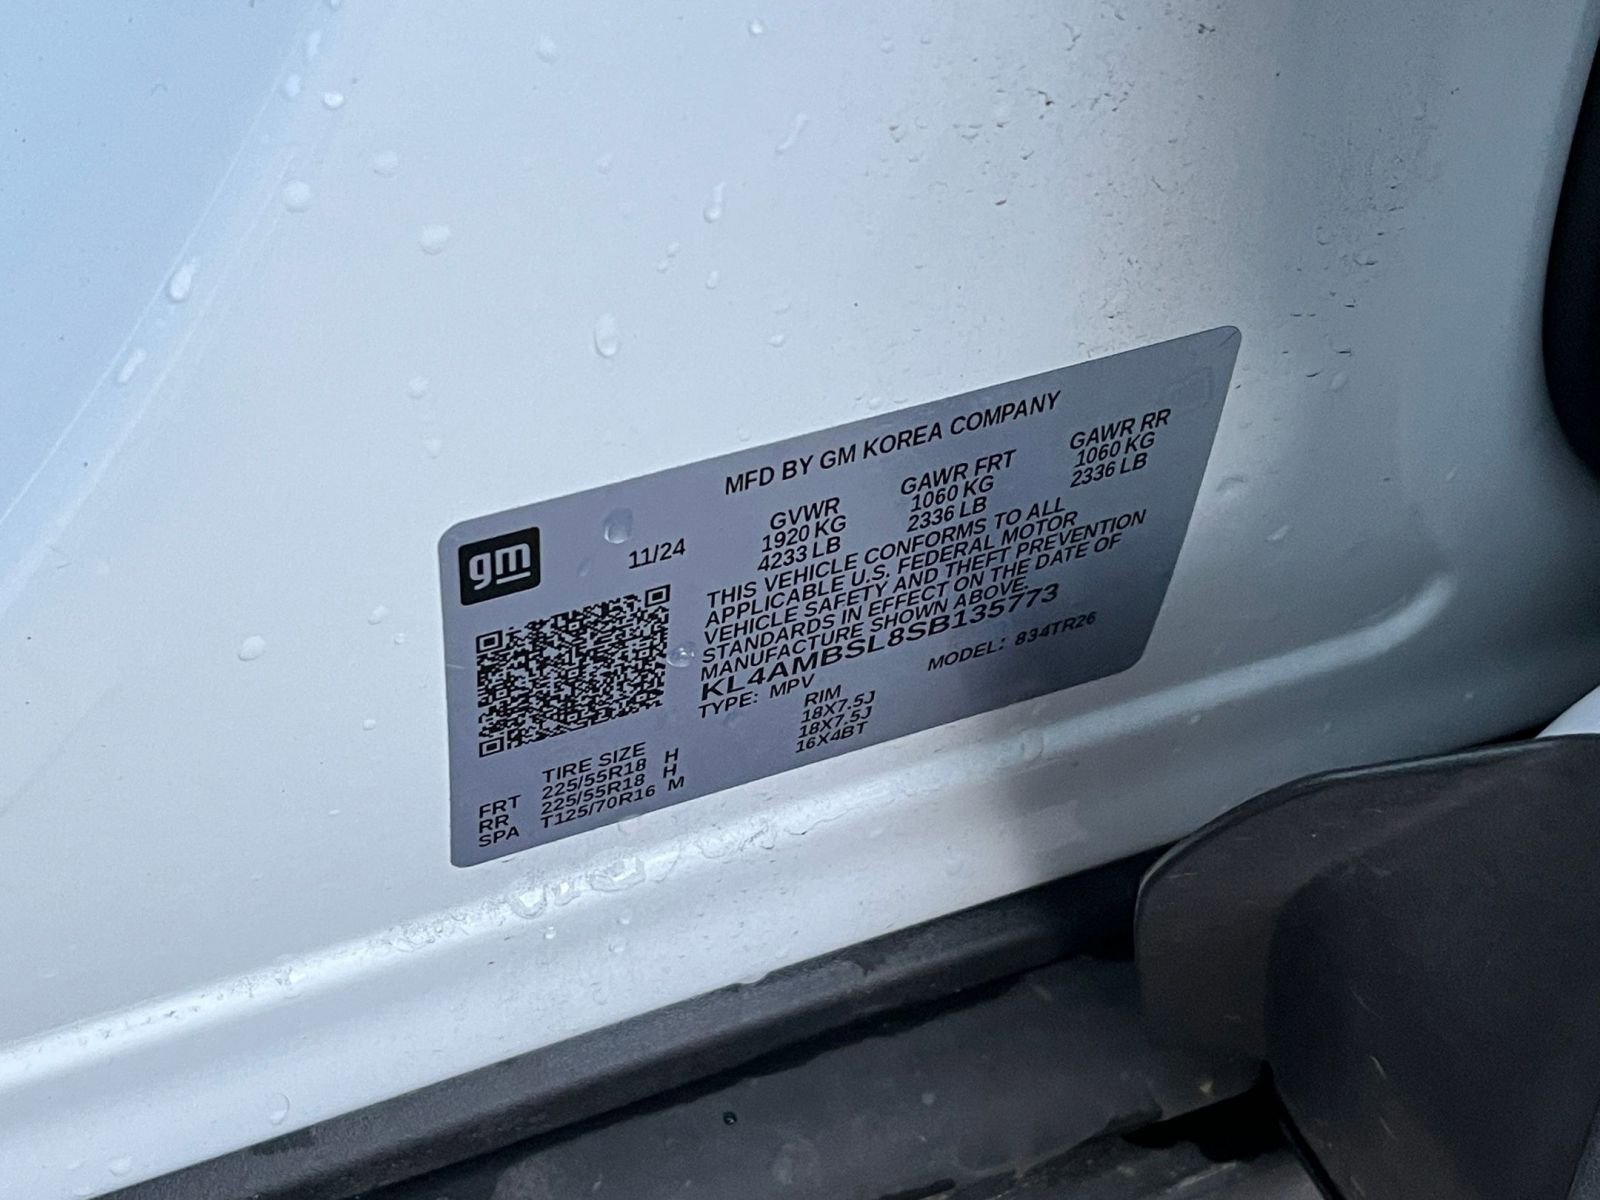 gm
11/24
MFD BY GM KOREA COMPANY
GVWR GAWR FRT GAWR RR
1920 KG 1060 KG 1060 KG
4233 LB 2336 LB 2336 LB
THIS VEHICLE CONFORMS TO ALL
APPLICABLE U.S. FEDERAL MOTOR
VEHICLE SAFETY AND THEFT PREVENTION
STANDARDS IN EFFECT ON THE DATE OF
MANUFACTURE SHOWN ABOVE.
KL4AMBSL8SB135773
TYPE: MPV MODEL: 834TR26
TIRE SIZE RIM
FRT 225/55R18 H 18X7.5J
RR 225/55R18 H 18X7.5J
SPA T125/70R16 M 16X4BT